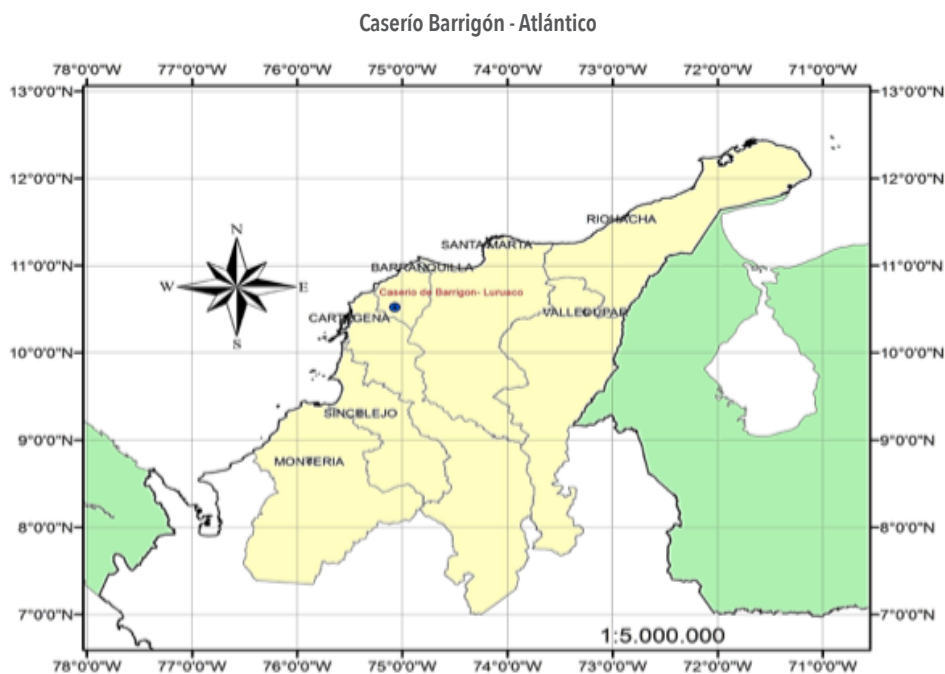 Caserío Barrigón - Atlántico
78°0'0"W 77°0'0"W 76°0'0"W 75°0'0"W 74°0'0"W 73°0'0"W 72°0'0"W 71°0'0"W
13°0'0"N 13°0'0"N
12°0'0"N 12°0'0"N
RIOHACHA
N
SANTA MARTA
11°0'0"N BARRANQUILLA 11°0'0"N
W E
Caserio de Barrigon- Luruaco
VALLEDUPAR
CARTAGENA
S
10°0'0"N 10°0'0"N
SINCELEJO
9°0'0"N 9°0'0"N
MONTERIA
8°0'0"N 8°0'0"N
7°0'0"N 7°0'0"N
1:5.000.000
78°0'0"W 77°0'0"W 76°0'0"W 75°0'0"W 74°0'0"W 73°0'0"W 72°0'0"W 71°0'0"W